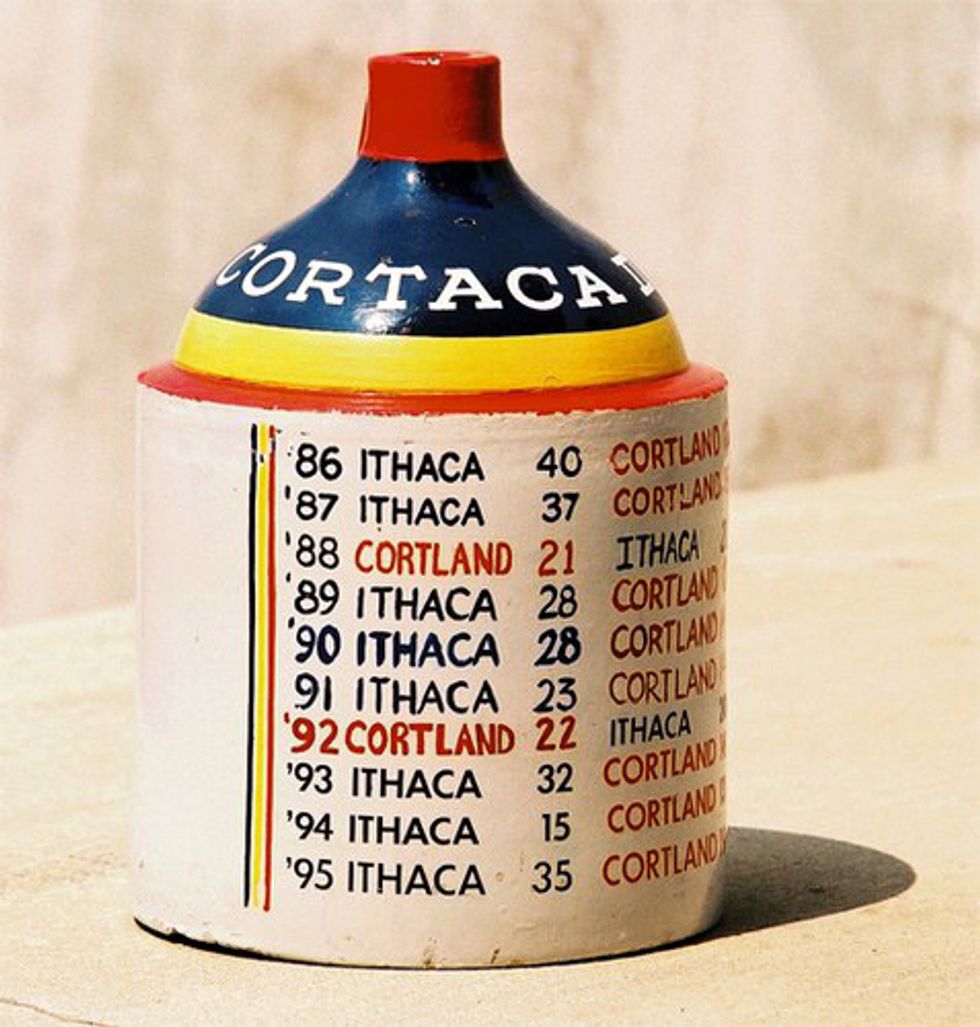 CORTACA
'86 ITHACA 40 CORTLAND
'87 ITHACA 37 CORTLAND
'88 CORTLAND 21 ITHACA
'89 ITHACA 28 CORTLAND
'90 ITHACA 28 CORTLAND
'91 ITHACA 23 CORTLAND
'92 CORTLAND 22 ITHACA
'93 ITHACA 32 CORTLAND
'94 ITHACA 15 CORTLAND
'95 ITHACA 35 CORTLAND